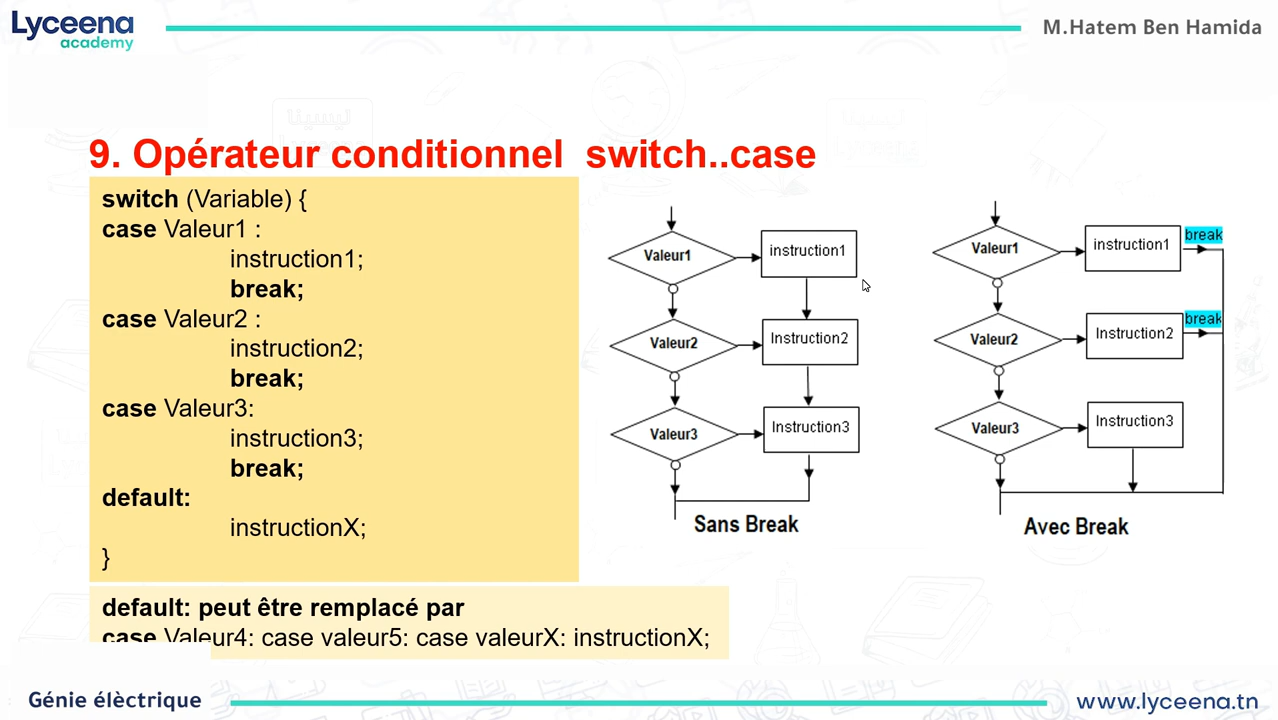 Lyceena
academy
M.Hatem Ben Hamida
9. Opérateur conditionnel switch..case
switch (Variable) {
case Valeur1 :
instruction1;
break;
case Valeur2 :
instruction2;
break;
case Valeur3:
instruction3;
break;
default:
instructionX;
}
default: peut être remplacé par
case Valeur4: case valeur5: case valeurX: instructionX;
Valeur1
instruction1
Valeur2
Instruction2
Valeur3
Instruction3
Sans Break
Valeur1
instruction1
break
Valeur2
Instruction2
break
Valeur3
Instruction3
Avec Break
Génie élèctrique
www.lyceena.tn